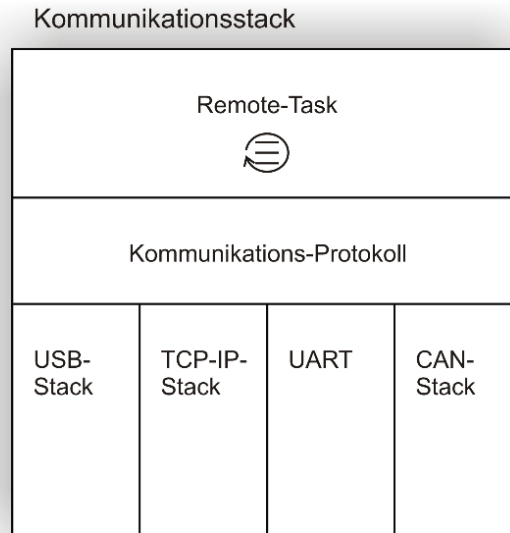 Kommunikationsstack
Remote-Task
Kommunikations-Protokoll
USB-
Stack
TCP-IP-
Stack
UART
CAN-
Stack